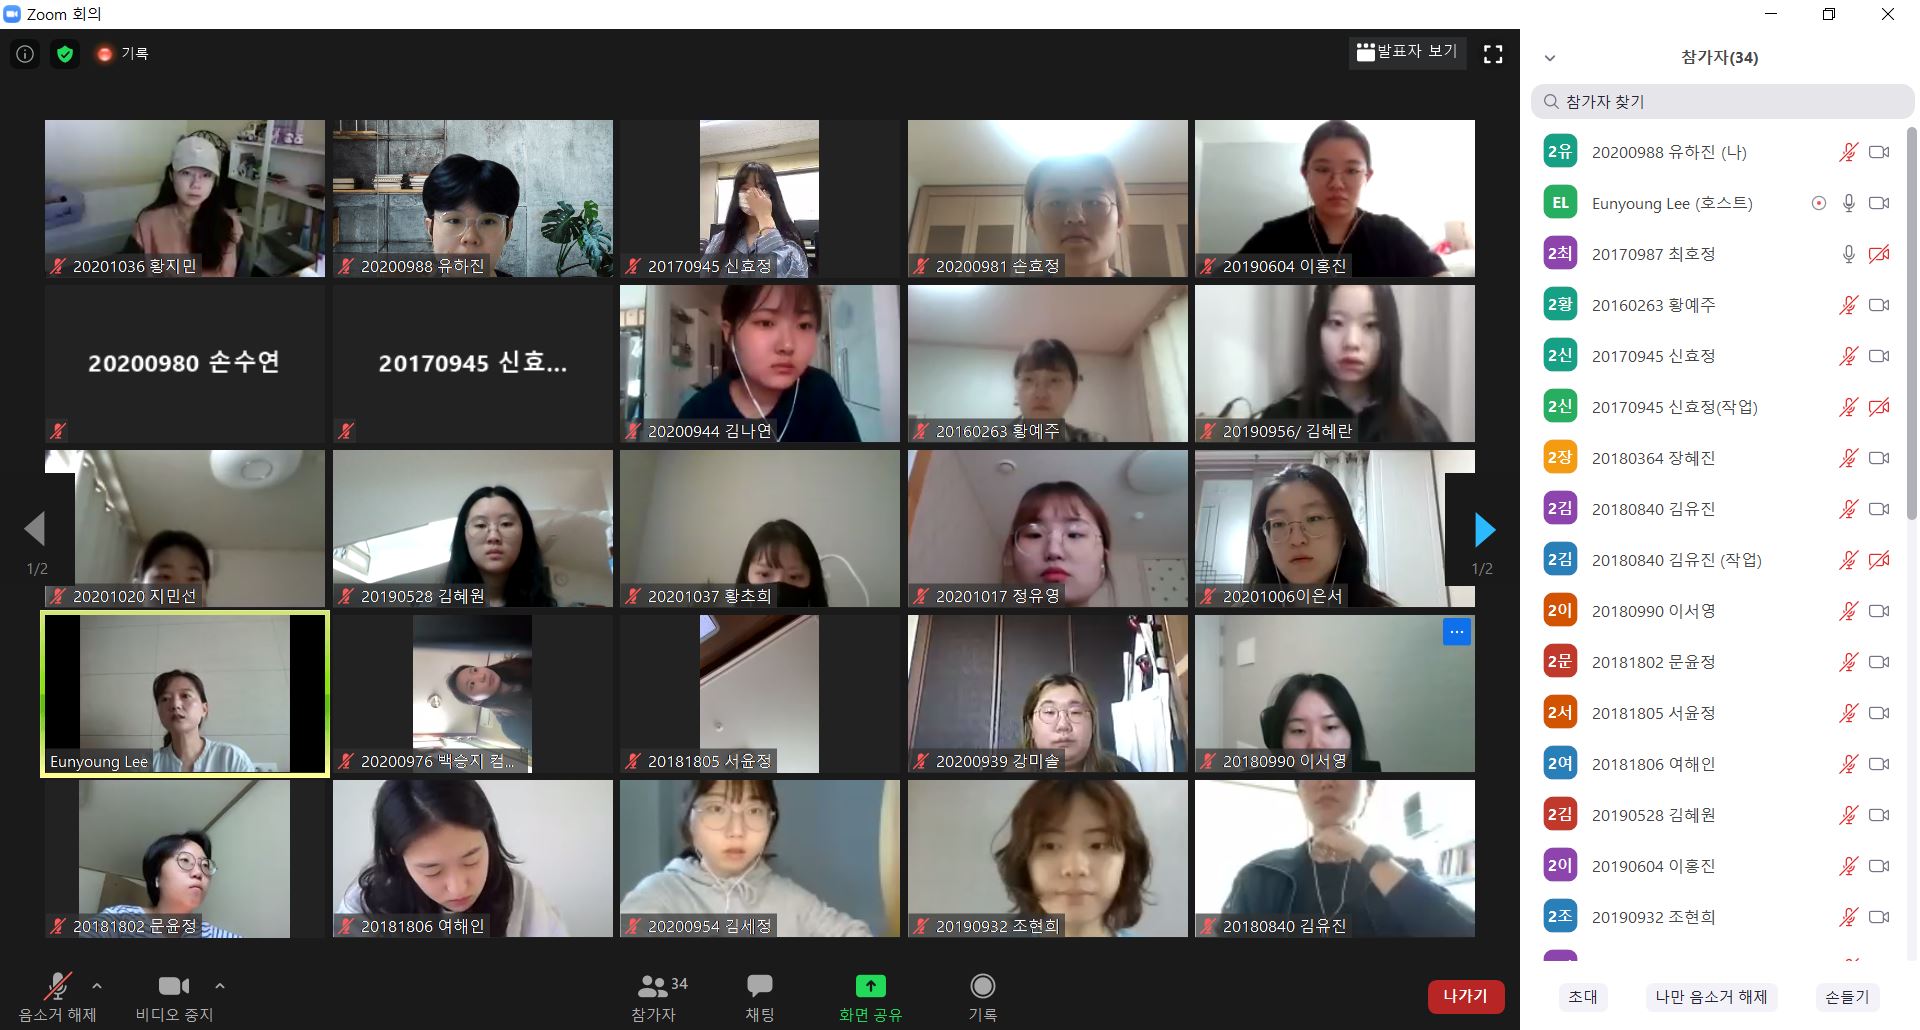 Zoom 회의
기록
발표자 보기
20201036 황지민
20200988 유하진
20170945 신효정
20200981 손효정
20190604 이홍진
20200980 손수연
20170945 신효...
20200944 김나연
20160263 황예주
20190956/ 김혜란
20201020 지민선
20190528 김혜원
20201037 황초희
20201017 정유영
20201006이은서
1/2
1/2
Eunyoung Lee
20200976 백승지 컴...
20181805 서윤정
20200939 강미솔
20180990 이서영
20181802 문윤정
20181806 여해인
20200954 김세정
20190932 조현희
20180840 김유진
음소거 해제
비디오 중지
34
참가자
채팅
화면 공유
기록
나가기
참가자(34)
참가자 찾기
2유 20200988 유하진 (나)
EL Eunyoung Lee (호스트)
2최 20170987 최호정
2황 20160263 황예주
2신 20170945 신효정
2신 20170945 신효정(작업)
2장 20180364 장혜진
2김 20180840 김유진
2김 20180840 김유진 (작업)
2이 20180990 이서영
2문 20181802 문윤정
2서 20181805 서윤정
2여 20181806 여해인
2김 20190528 김혜원
2이 20190604 이홍진
2조 20190932 조현희
초대
나만 음소거 해제
손들기